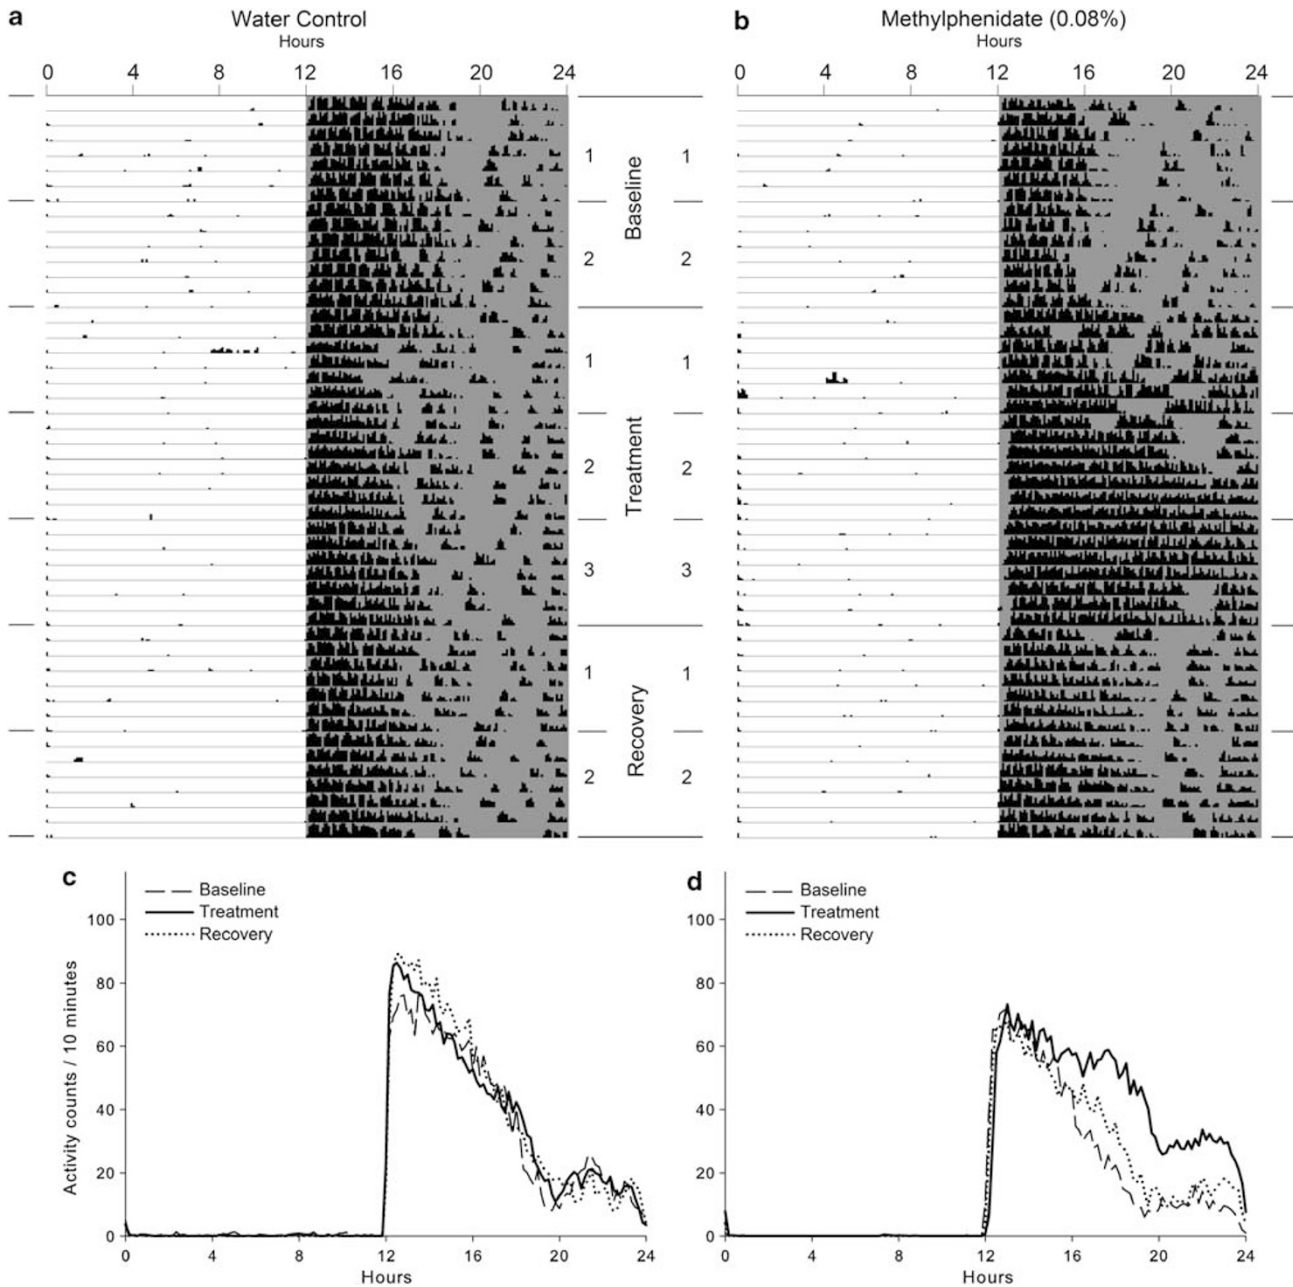 a Water Control
Hours
0 4 8 12 16 20 24
b Methylphenidate (0.08%)
Hours
0 4 8 12 16 20 24
1 Baseline 1
2 2
1 Treatment 1
2 2
3 3
1 Recovery 1
2 2
c
Baseline
Treatment
Recovery
Activity counts / 10 minutes
100
80
60
40
20
0
0 4 8 12 16 20 24
Hours
d
Baseline
Treatment
Recovery
100
80
60
40
20
0
0 4 8 12 16 20 24
Hours